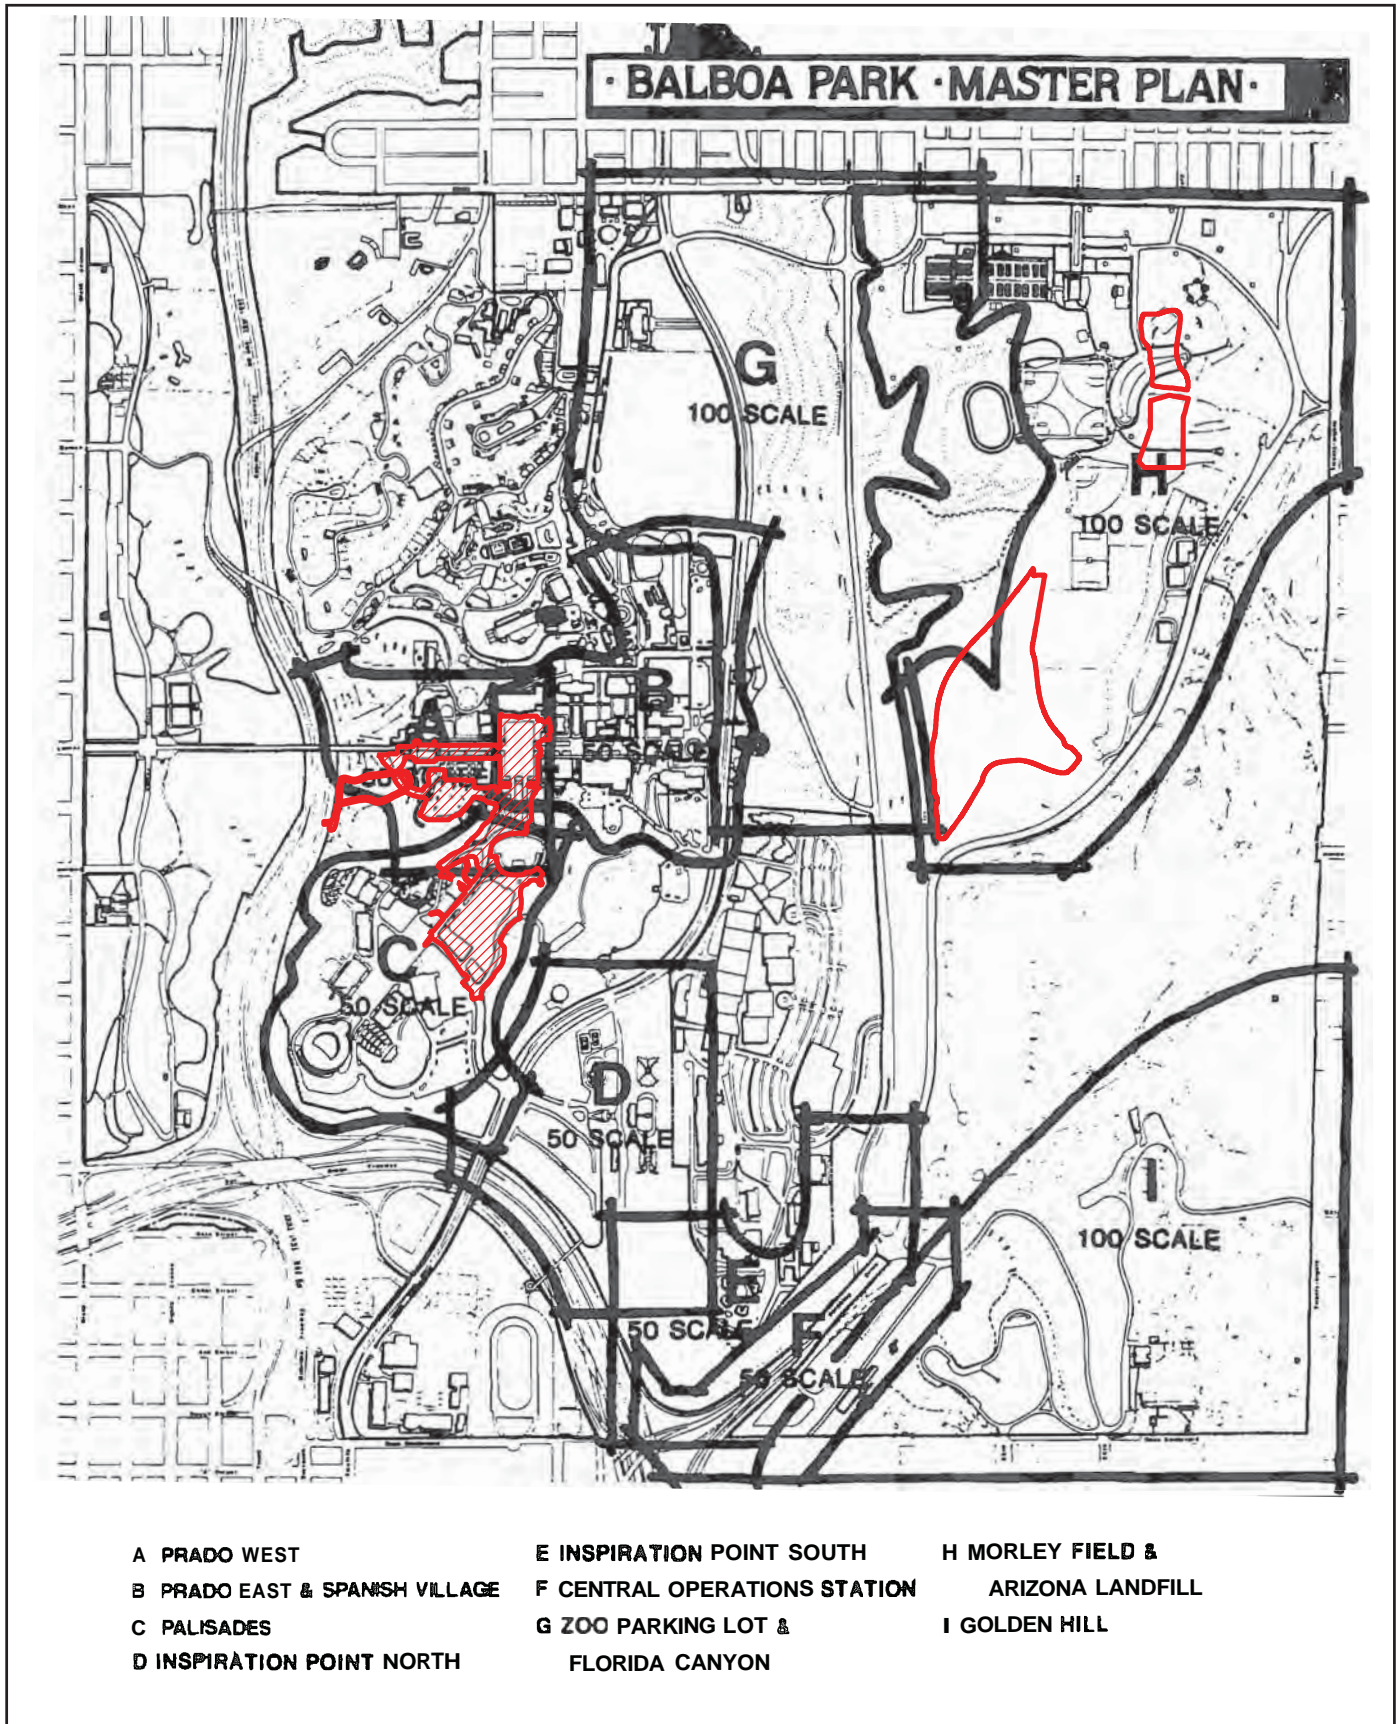 · BALBOA PARK · MASTER PLAN ·
G
100 SCALE
H
100 SCALE
B
A
50 SCALE
50
C
50 SCALE
D
50 SCALE
100 SCALE
E
50 SCALE
F
50 SCALE
A PRADO WEST
B PRADO EAST & SPANISH VILLAGE
C PALISADES
D INSPIRATION POINT NORTH
E INSPIRATION POINT SOUTH
F CENTRAL OPERATIONS STATION
G ZOO PARKING LOT &
FLORIDA CANYON
H MORLEY FIELD &
ARIZONA LANDFILL
I GOLDEN HILL